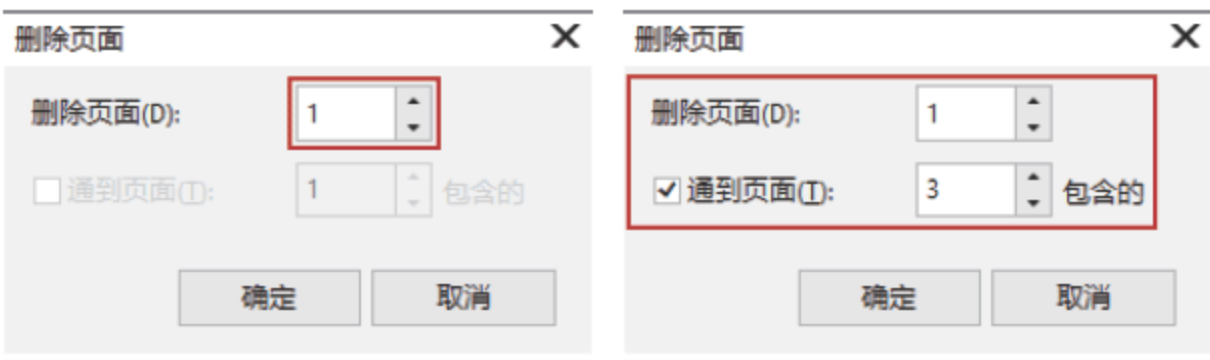 删除页面
删除页面(D): 1
通到页面(T): 1 包含的
确定 取消
删除页面
删除页面(D): 1
通到页面(T): 3 包含的
确定 取消